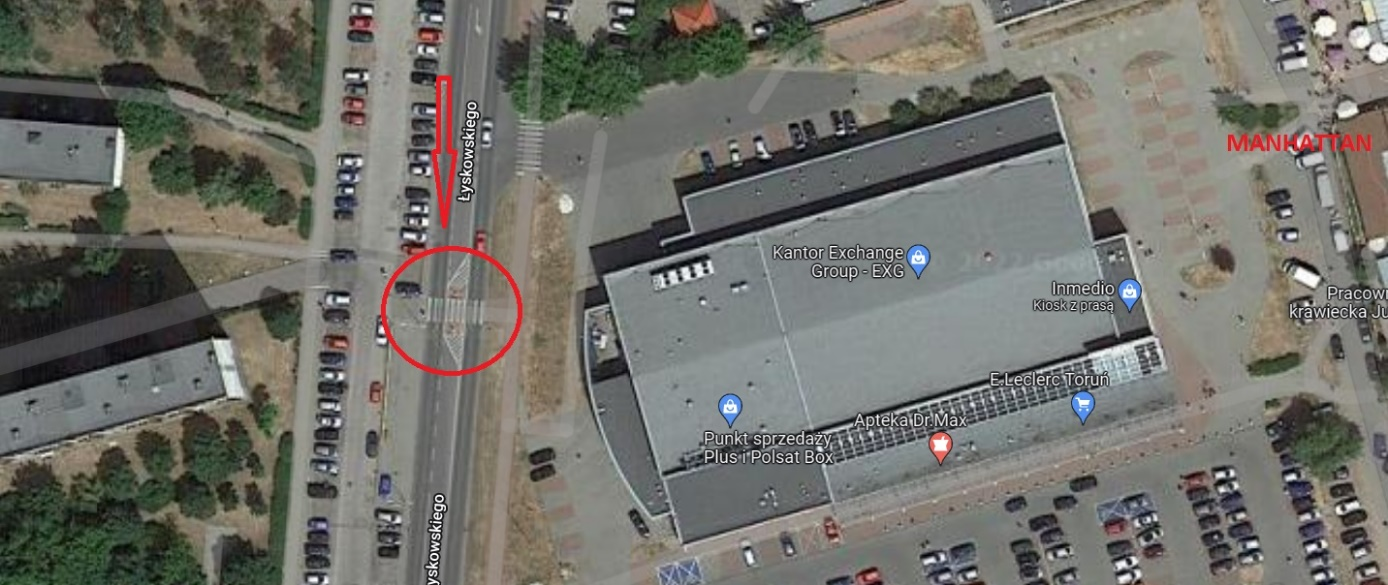 Łyskowskiego
MANHATTAN
Kantor Exchange
Group - EXG
Inmedio
Kiosk z prasą
Pracown
krawiecka Ju
E.Leclerc Toruń
Apteka Dr.Max
Punkt sprzedaży
Plus i Polsat Box
yskowskiego